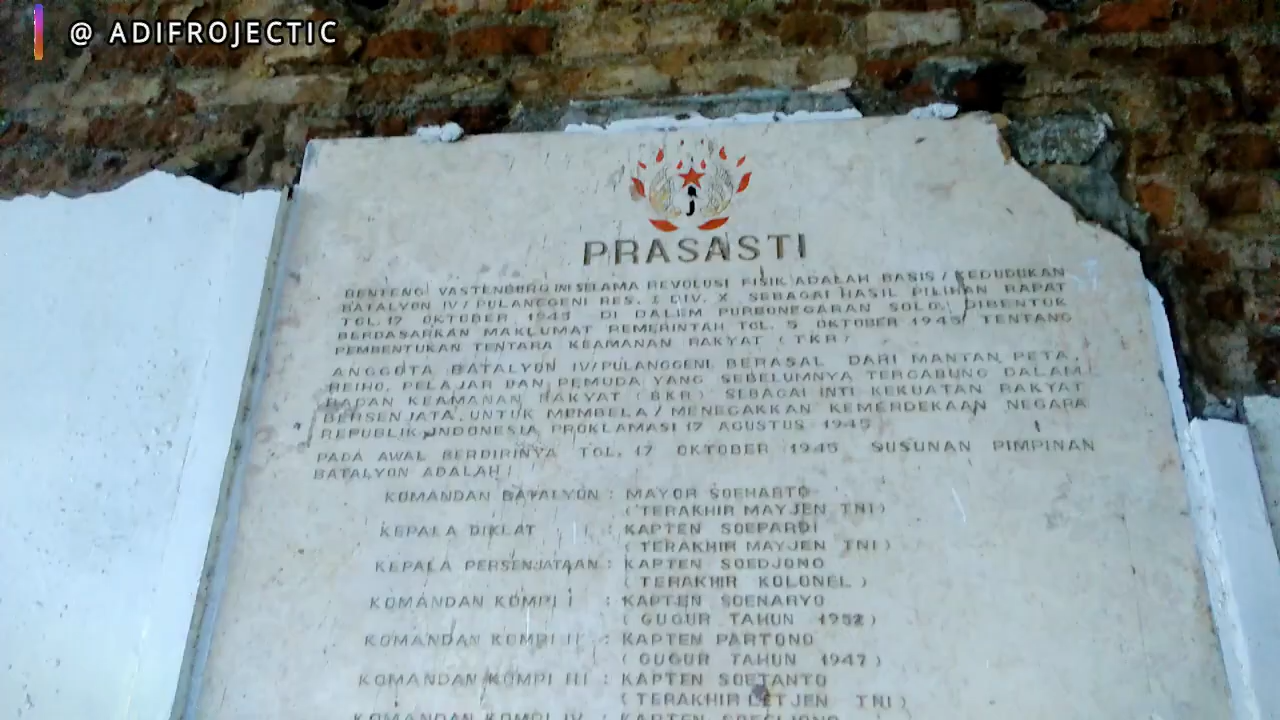 @ ADIFROJECTIC
PRASASTI
BENTENG VASTENBURG INI SELAMA REVOLUSI FISIK ADALAH BASIS / KEDUDUKAN
BATALYON IV / PULANGGENI RES. I DIV. X SEBAGAI HASIL PILIHAN RAPAT
TGL. 17 OKTOBER 1945 DI DALEM PURBONEGARAN SOLO, DIBENTUK
BERDASARKAN MAKLUMAT PEMERINTAH TGL. 5 OKTOBER 1945 TENTANG
PEMBENTUKAN TENTARA KEAMANAN RAKYAT ( TKR )
ANGGOTA BATALYON IV/PULANGGENI BERASAL DARI MANTAN PETA,
HEIHO, PELAJAR DAN PEMUDA YANG SEBELUMNYA TERGABUNG DALAM
BADAN KEAMANAN RAKYAT ( BKR ) SEBAGAI INTI KEKUATAN RAKYAT
BERSENJATA UNTUK MEMBELA / MENEGAKKAN KEMERDEKAAN NEGARA
REPUBLIK INDONESIA PROKLAMASI 17 AGUSTUS 1945
PADA AWAL BERDIRINYA TGL. 17 OKTOBER 1945 SUSUNAN PIMPINAN
BATALYON ADALAH :
KOMANDAN BATALYON : MAYOR SOEHARTO
( TERAKHIR MAYJEN TNI )
KEPALA DIKLAT : KAPTEN SOEPARDI
( TERAKHIR MAYJEN TNI )
KEPALA PERSENJATAAN : KAPTEN SOEDJONO
( TERAKHIR KOLONEL )
KOMANDAN KOMPI I : KAPTEN SOENARYO
( GUGUR TAHUN 1952 )
KOMANDAN KOMPI II : KAPTEN PARTONO
( GUGUR TAHUN 1947 )
KOMANDAN KOMPI III : KAPTEN SOETANTO
( TERAKHIR LETJEN TNI )
KOMANDAN KOMPI IV : KAPTEN